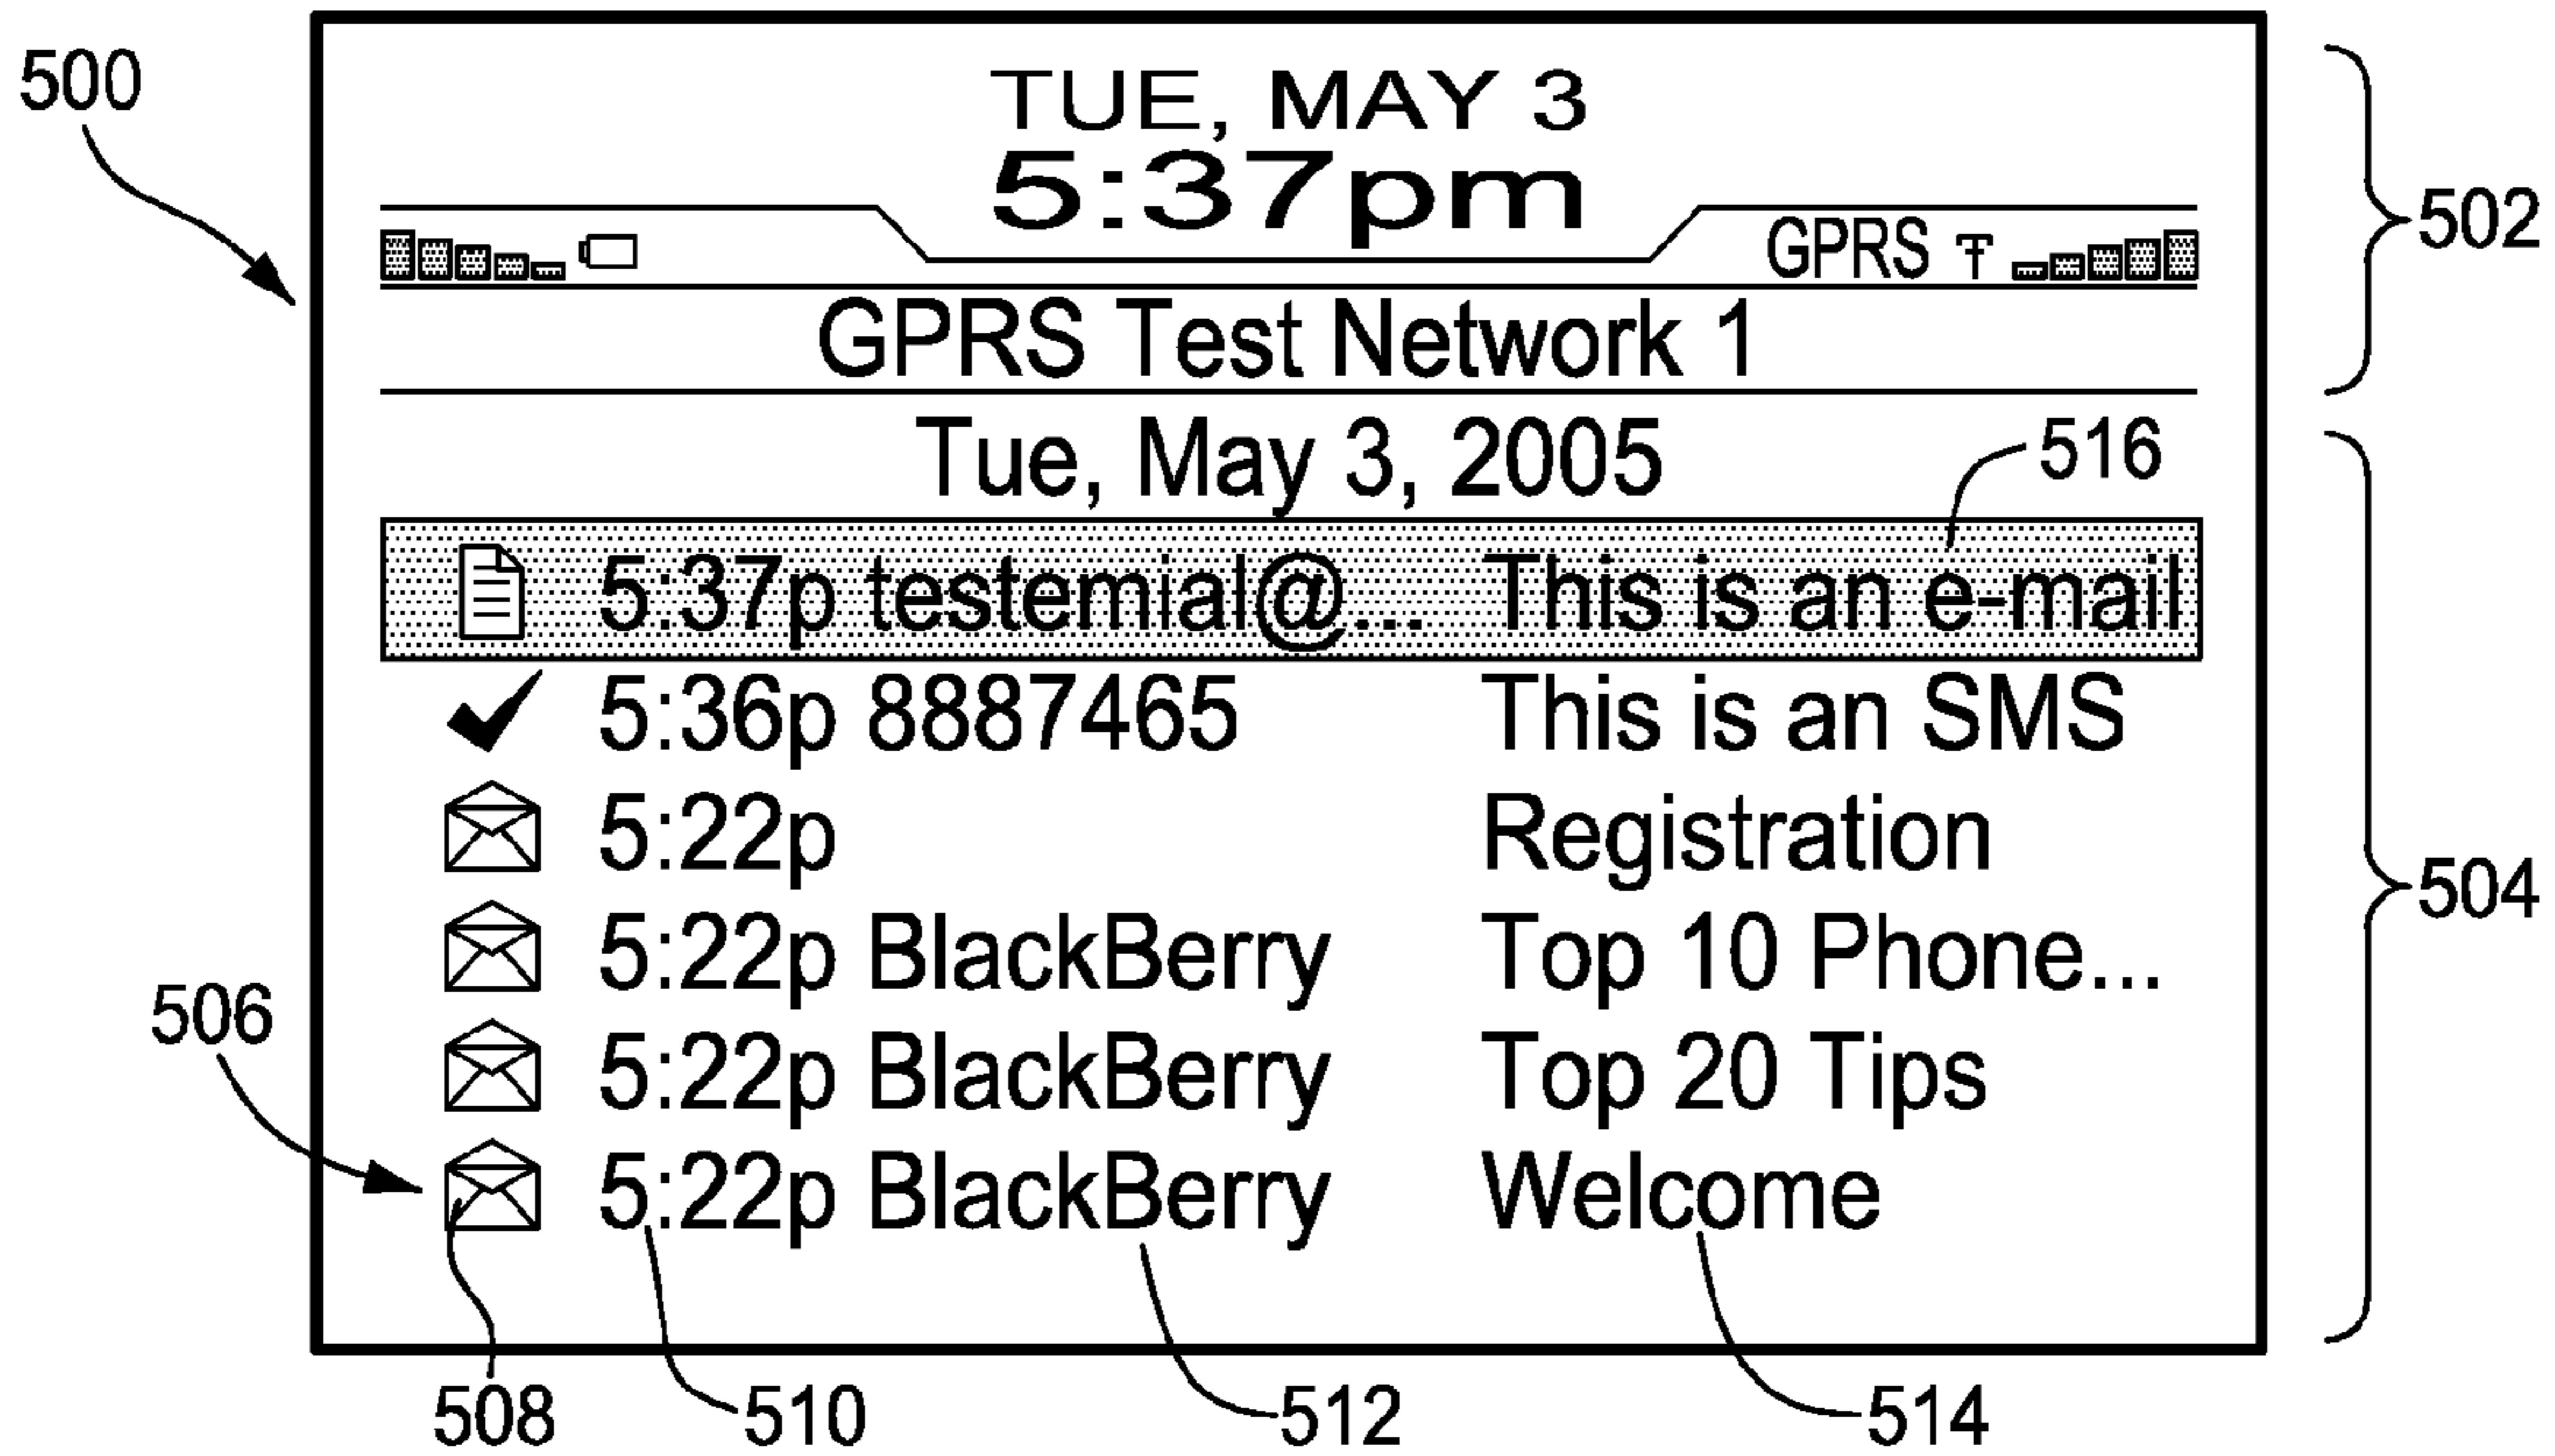 500
TUE, MAY 3
5:37pm
502
GPRS
GPRS Test Network 1
Tue, May 3, 2005
516
5:37p testemial@... This is an e-mail
5:36p 8887465 This is an SMS
5:22p Registration
504
5:22p BlackBerry Top 10 Phone...
506
5:22p BlackBerry Top 20 Tips
5:22p BlackBerry Welcome
508 510 512 514